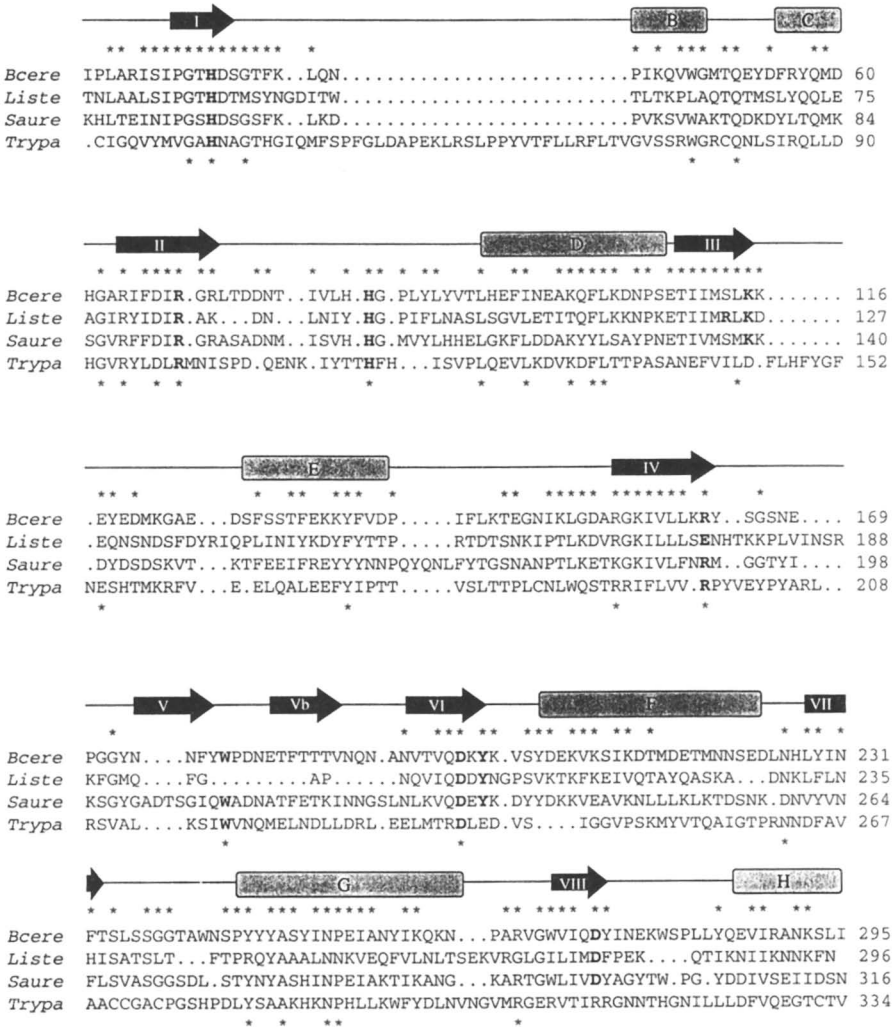 I B C
** ************* * * * ** * **
Bcere IPLARISIPGTHDSGTFK..LQN..........................PIKQVWGMTQEYDFRYQMD 60
Liste TNLAALSIPGTHDTMSYNGDITW..........................TLTKPLAQTQTMSLYQQLE 75
Saure KHLTEINIPGSHDSGSFK..LKD..........................PVKSVWAKTQDKDYLTQMK 84
Trypa .CIGQVYMVGAHNAGTHGIQMFSPFGLDAPEKLRSLPPYVTFLLRFLTVGVSSRWGRCQNLSIRQLLD 90
* * * * *
II D III
Bcere HGARIFDIR.GRLTDDNT..IVLH.HG.PLYLYVTLHEFINEAKQFLKDNPSETIIMSLKK....... 116
Liste AGIRYIDIR.AK...DN..LNIY.HG.PIFLNASLSGVLETITQFLKKNPKETIIMRLKD....... 127
Saure SGVRFFDIR.GRASADNM..ISVH.HG.MVYLHHELGKFLDDAKYYLSAYPNETIVMSMKK....... 140
Trypa HGVRYLDLRMNISPD.QENK.IYTTHFH..ISVPLQEVLKDVKDFLTTPASANEFVILD.FLHFYGF 152
E IV
Bcere .EYEDMKGAE...DSFSSTFEKKYFVDP.....IFLKTEGNIKLGDARGKIVLLKRY..SGSNE.... 169
Liste .EQNSNDSFDYRIQPLINIYKDYFYTTP.....RTDTSNKIPTLKDVRGKILLLSENHTKKPLVINSR 188
Saure .DYDSDSKVT...KTFEEIFREYYYNNPQYQNLFYTGSNANPTLKETKGKIVLFNRM..GGTYI.... 198
Trypa NESHTMKRFV...E.ELQALEEFYIPTT.....VSLTTPLCNLWQSTRRIFLVV.RPYVEYPYARL.. 208
* * * *
V Vb VI F VII
Bcere PGGYN....NFYWPDNETFTTTVNQN.ANVTVQDKYK.VSYDEKVKSIKDTMDETMNNSEDLNHLYIN 231
Liste KFGMQ....FG.........AP....NQVIQDDYNGPSVKTKFKEIVQTAYQASKA..DNKLFLN 235
Saure KSGYGADTSGIQWADNATFETKINNGSLNLKVQDEYK.DYYDKKVEAVKNLLLKLKTDSNK.DNVYVN 264
Trypa RSVAL....KSIWVNQMELNDLLDRL.EELMTRDLED.VS....IGGVPSKMYVTQAIGTPRNNDFAV 267
* * *
G VIII H
Bcere FTSLSSGGTAWNSPYYYASYINPEIANYIKQKN...PARVGWVIQDYINEKWSPLLYQEVIRANKSLI 295
Liste HISATSLT...FTPRQYAAALNNKVEQFVLNLTSEKVRGLGILIMDFPEK....QTIKNIIKNNKFN 296
Saure FLSVASGGSDL.STYNYASYINPEIAKTIKANG...KARTGWLIVDYAGYTW.PG.YDDIVSEIIDSN 316
Trypa AACCGACPGSHPDLYSAAKHKNPHLLKWFYDLNVNGVMRGERVTIRRGNNTHGNILLLDFVQEGTCTV 334
* * ** *